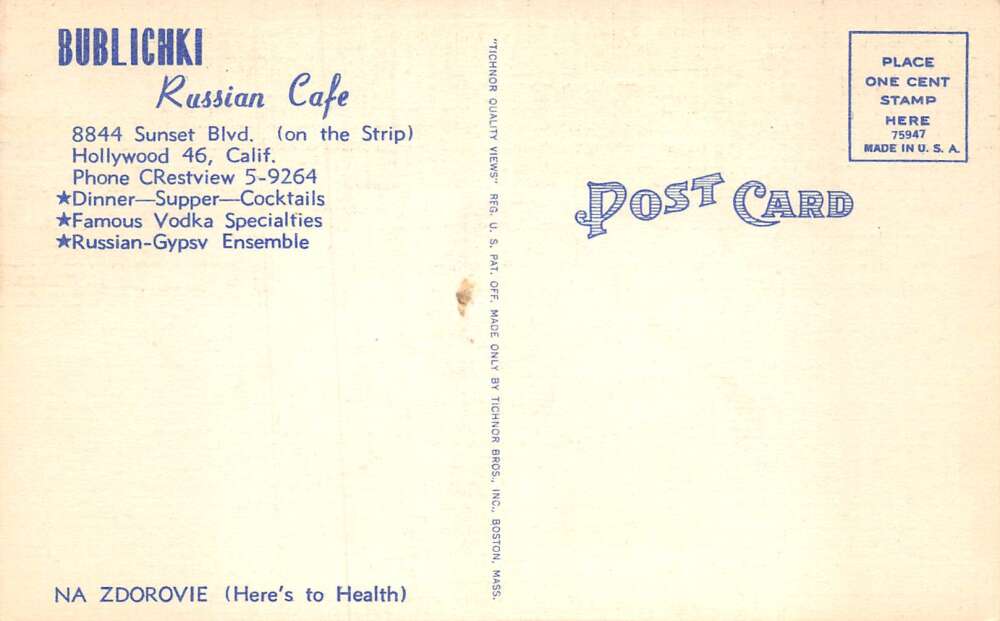 BUBLICHKI
Russian Cafe
8844 Sunset Blvd. (on the Strip)
Hollywood 46, Calif.
Phone CRestview 5-9264
★Dinner—Supper—Cocktails
★Famous Vodka Specialties
★Russian-Gypsy Ensemble
NA ZDOROVIE (Here's to Health)
"TICHNOR QUALITY VIEWS" REG. U. S. PAT. OFF. MADE ONLY BY TICHNOR BROS., INC., BOSTON, MASS.
POST CARD
PLACE
ONE CENT
STAMP
HERE
75947
MADE IN U. S. A.